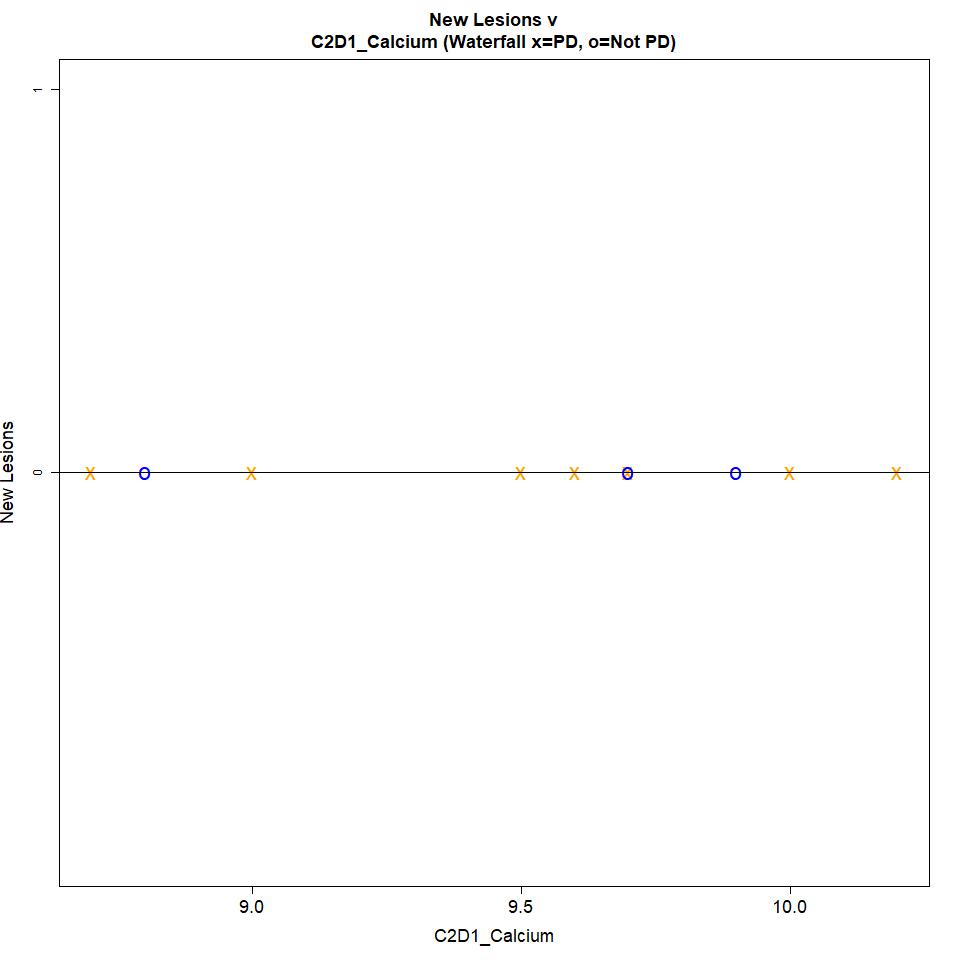 New Lesions v
C2D1_Calcium (Waterfall x=PD, o=Not PD)
1
0
New Lesions
x o x x x x o o x x
9.0 9.5 10.0
C2D1_Calcium